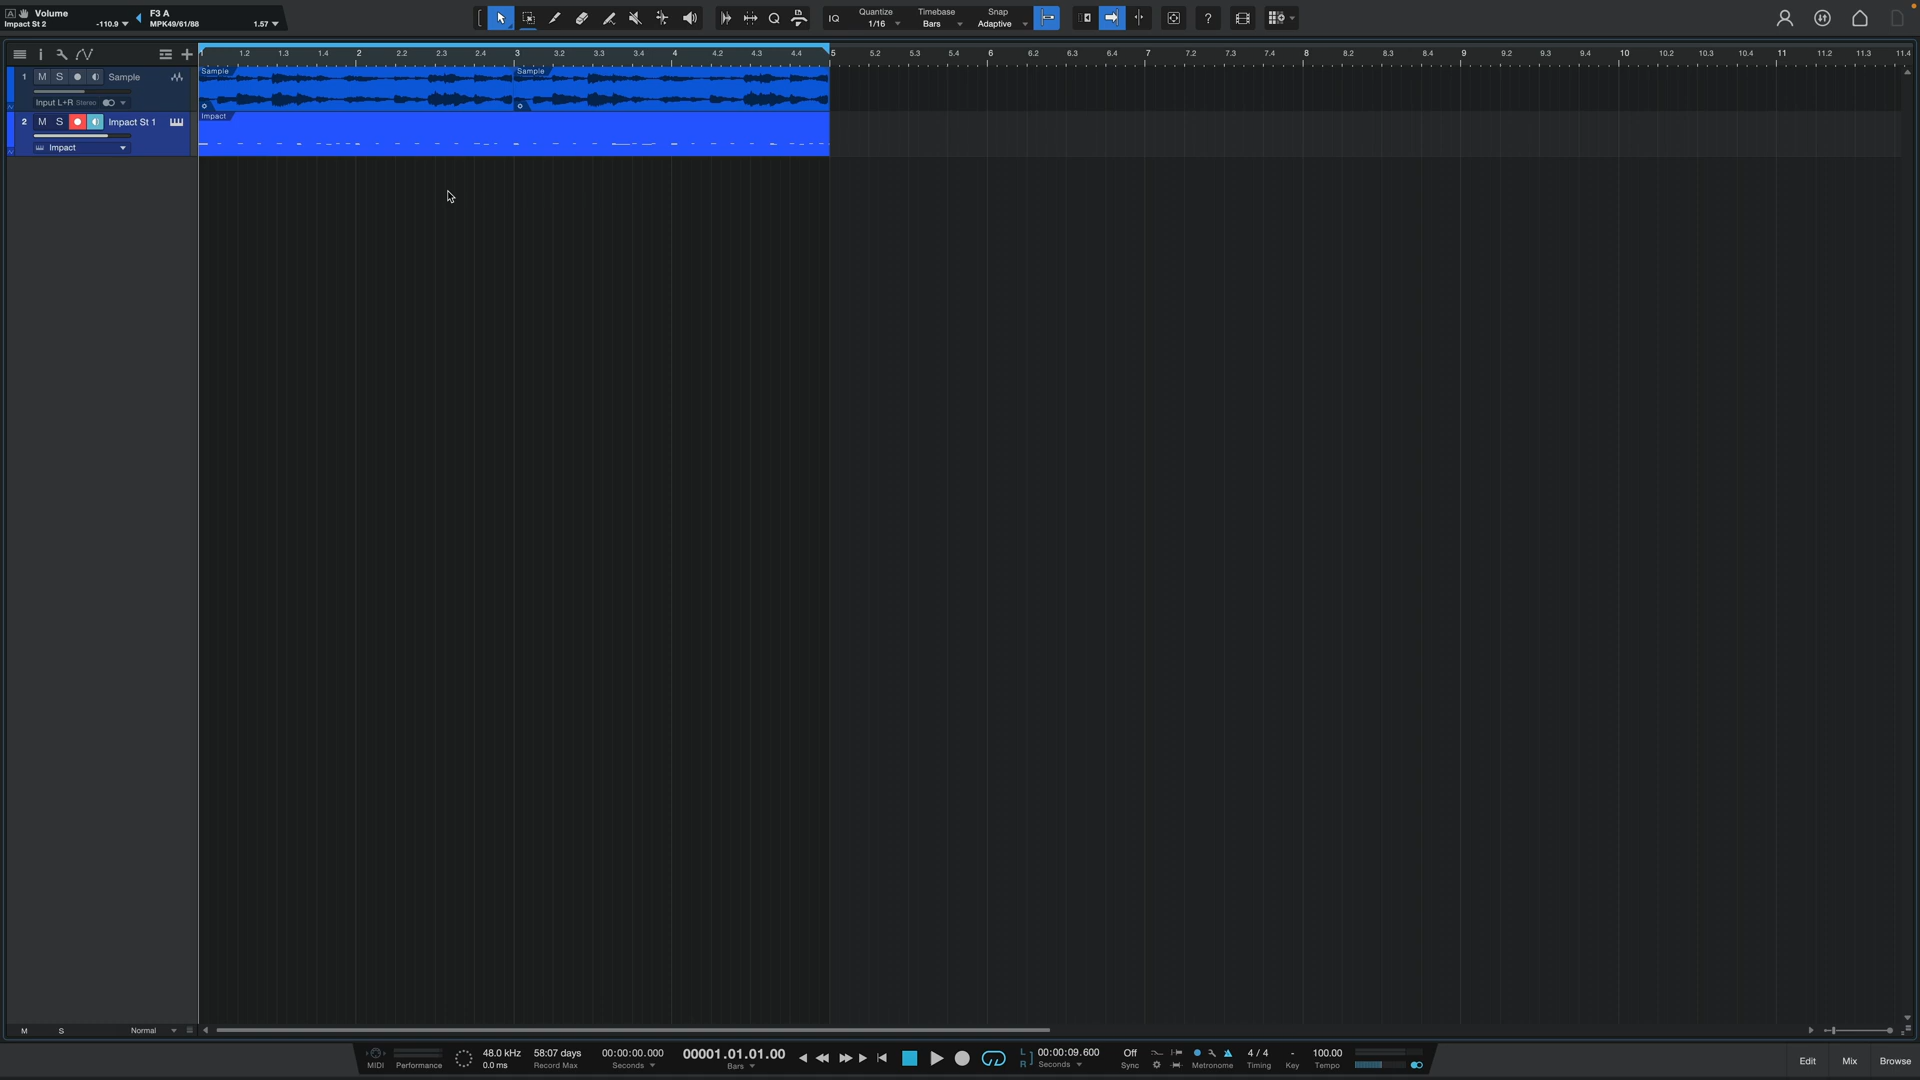 Volume
Impact St 2 -110.9
F3 A
MPK49/61/88 1.57
IQ
Quantize
1/16
Timebase
Bars
Snap
Adaptive
?
1 1.2 1.3 1.4 2 2.2 2.3 2.4 3 3.2 3.3 3.4 4 4.2 4.3 4.4 5 5.2 5.3 5.4 6 6.2 6.3 6.4 7 7.2 7.3 7.4 8 8.2 8.3 8.4 9 9.2 9.3 9.4 10 10.2 10.3 10.4 11 11.2 11.3 11.4
1 M S Sample
Input L+R Stereo
Sample Sample
2 M S Impact St 1
Impact
Impact
M S Normal
MIDI
Performance
48.0 kHz
0.0 ms
58:07 days
Record Max
00:00:00.000
Seconds
00001.01.01.00
Bars
L 00:00:09.600
R Seconds
Off
Sync
Metronome
4 / 4
Timing
-
Key
100.00
Tempo
Edit Mix Browse